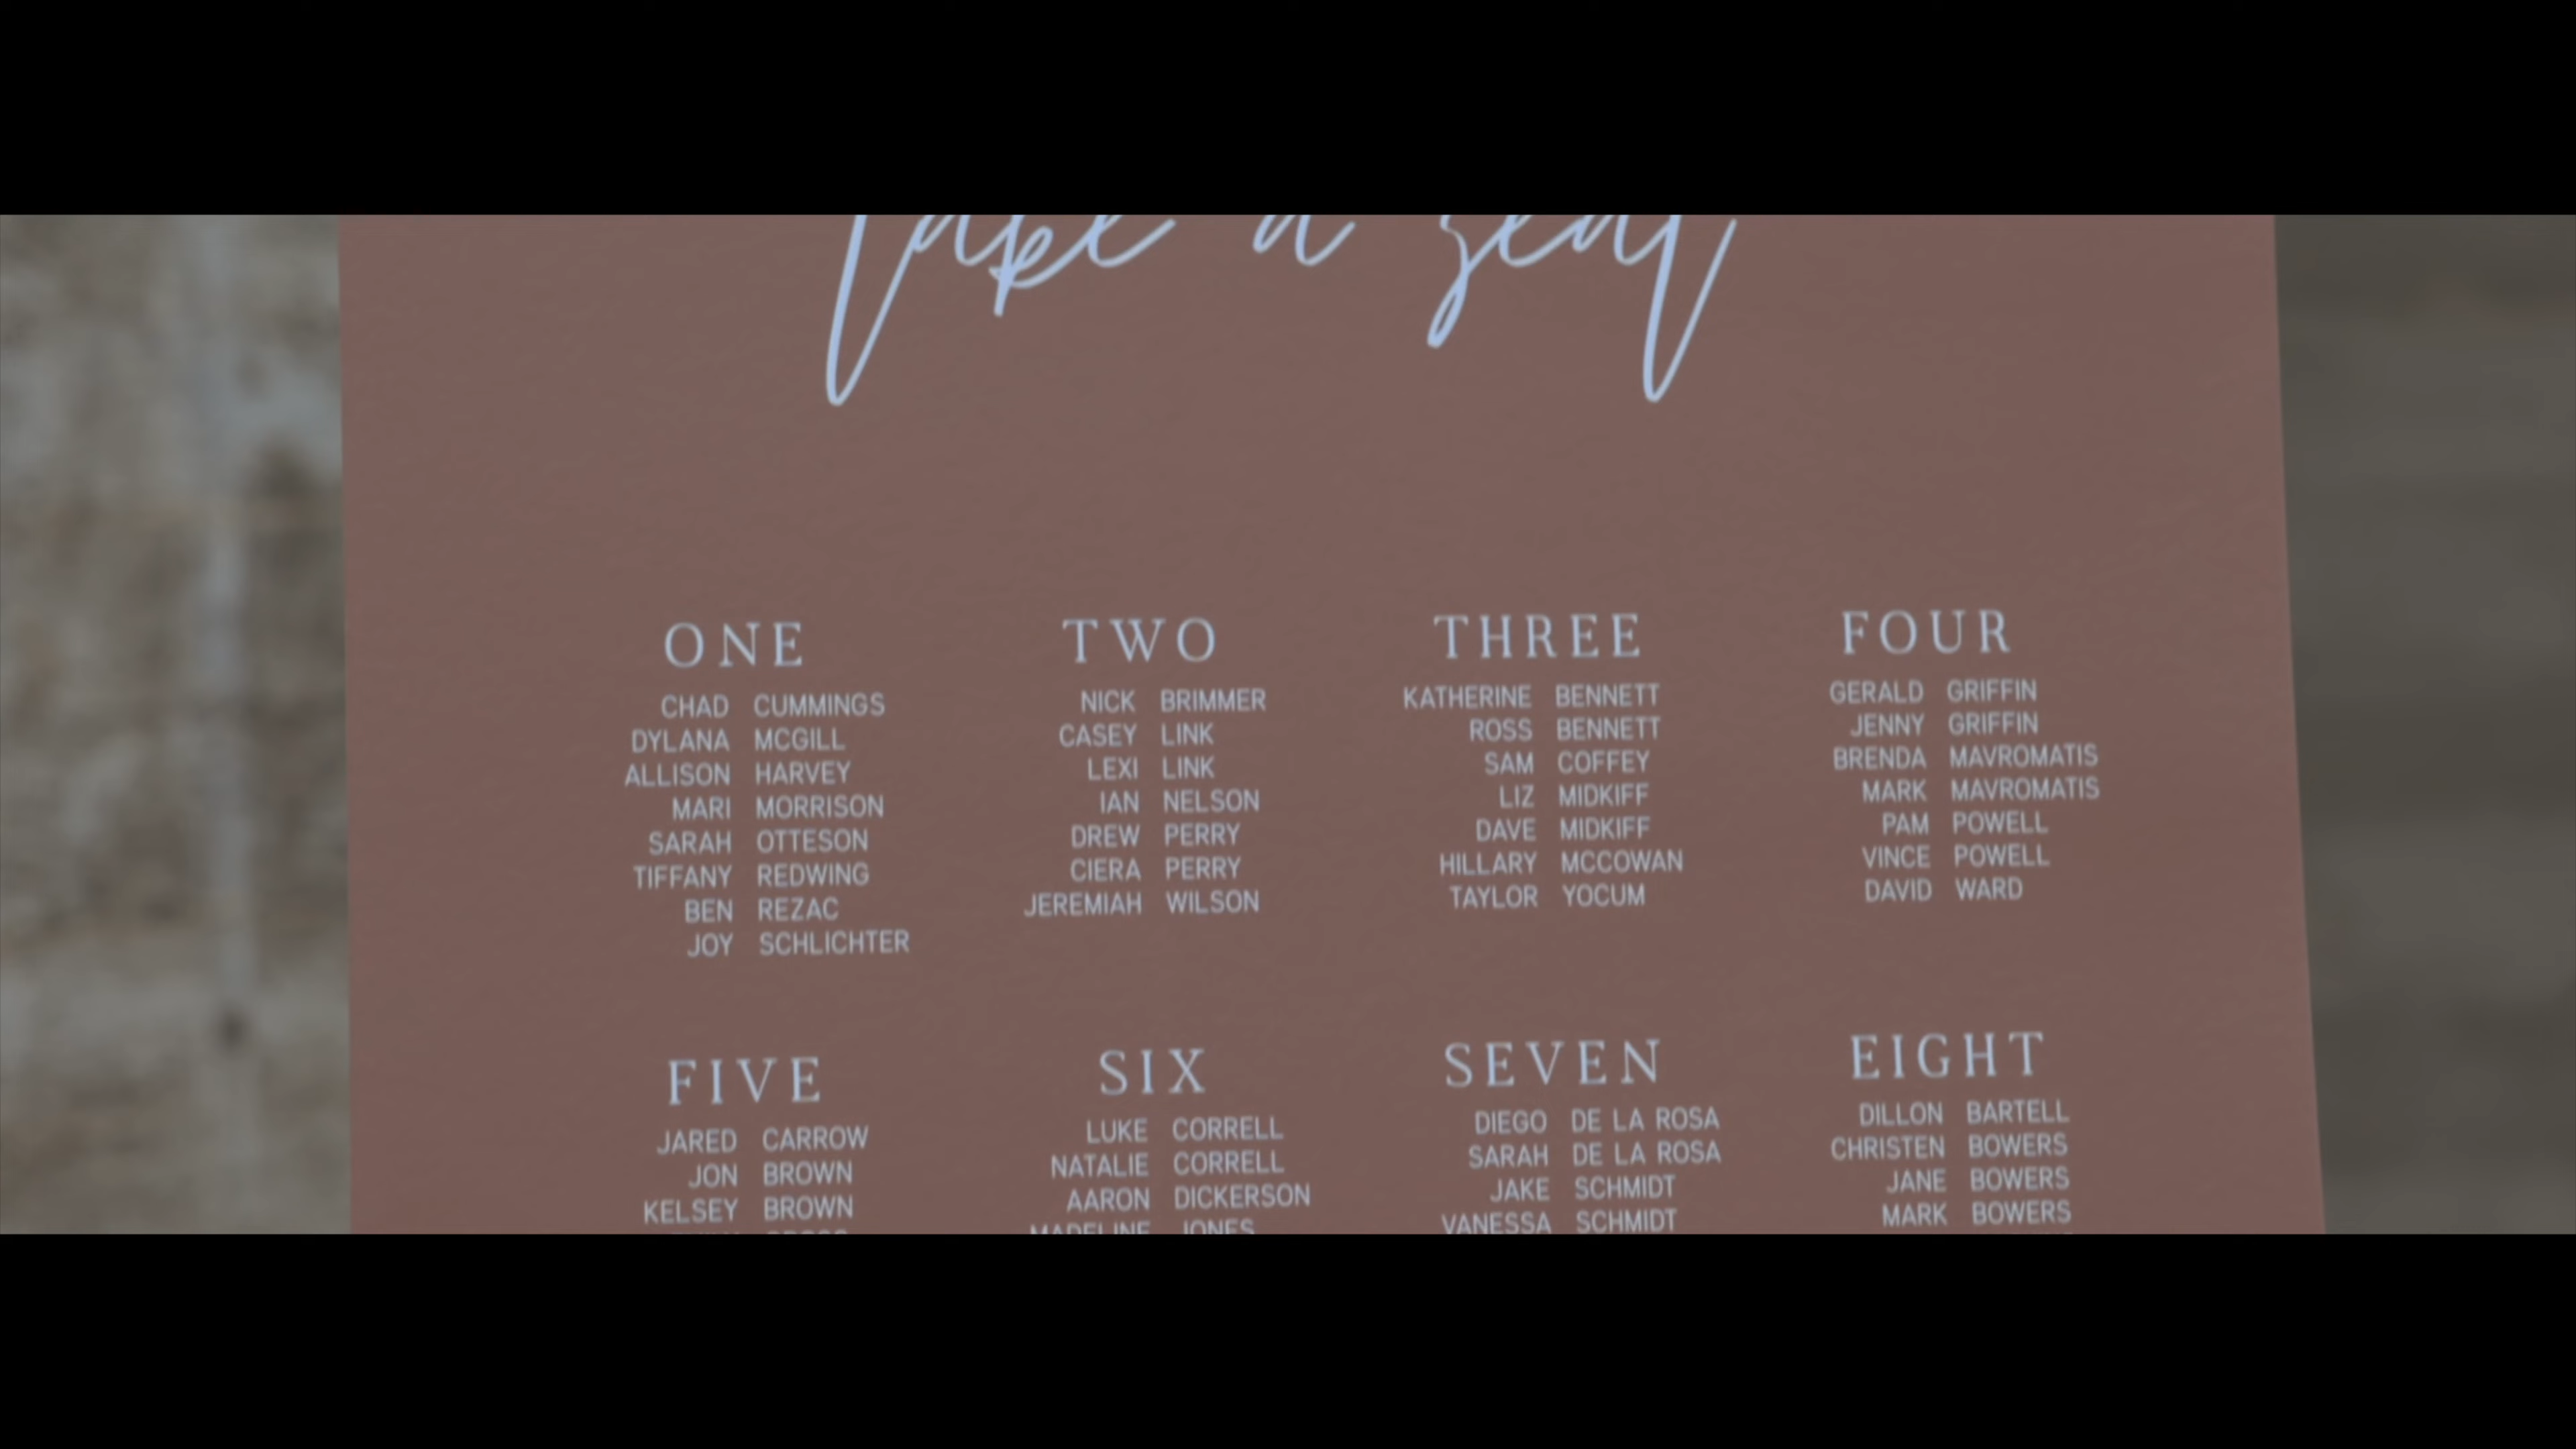 take a seat
ONE
CHAD CUMMINGS
DYLANA MCGILL
ALLISON HARVEY
MARI MORRISON
SARAH OTTESON
TIFFANY REDWING
BEN REZAC
JOY SCHLICHTER
TWO
NICK BRIMMER
CASEY LINK
LEXI LINK
IAN NELSON
DREW PERRY
CIERA PERRY
JEREMIAH WILSON
THREE
KATHERINE BENNETT
ROSS BENNETT
SAM COFFEY
LIZ MIDKIFF
DAVE MIDKIFF
HILLARY MCCOWAN
TAYLOR YOCUM
FOUR
GERALD GRIFFIN
JENNY GRIFFIN
BRENDA MAVROMATIS
MARK MAVROMATIS
PAM POWELL
VINCE POWELL
DAVID WARD
FIVE
JARED CARROW
JON BROWN
KELSEY BROWN
SIX
LUKE CORRELL
NATALIE CORRELL
AARON DICKERSON
MADELINE JONES
SEVEN
DIEGO DE LA ROSA
SARAH DE LA ROSA
JAKE SCHMIDT
VANESSA SCHMIDT
EIGHT
DILLON BARTELL
CHRISTEN BOWERS
JANE BOWERS
MARK BOWERS